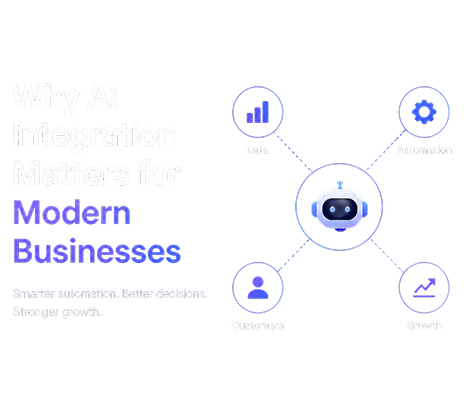 Why AI
Integration
Matters for
Modern
Businesses
Smarter automation. Better decisions.
Stronger growth.
Data
Automation
Customers
Growth